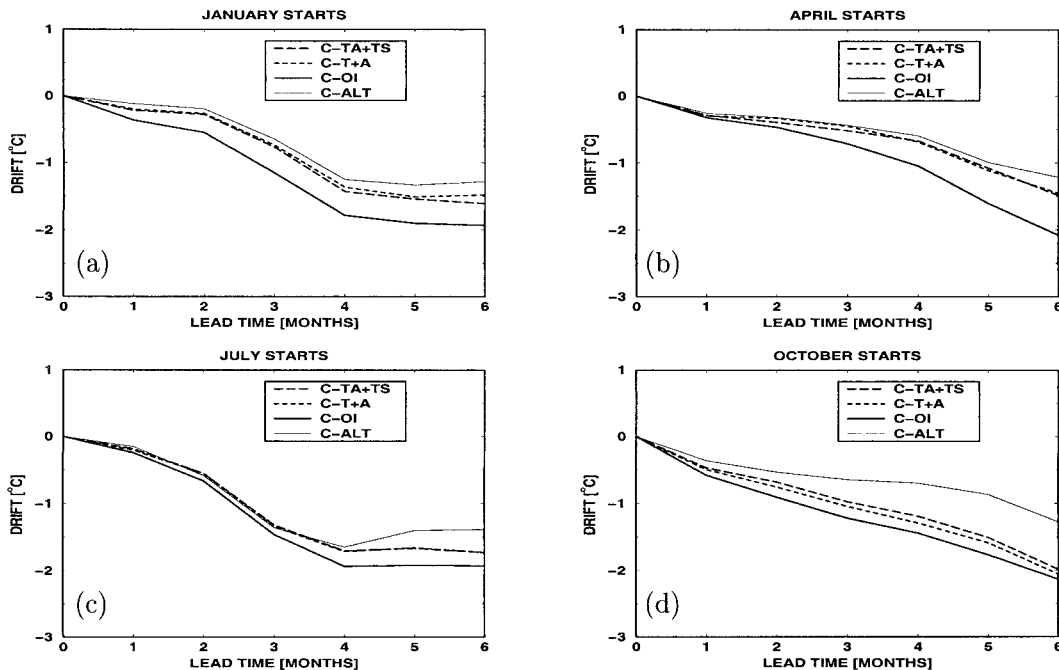 JANUARY STARTS
1
0
−1
−2
−3
DRIFT [°C]
C−TA+TS
C−T+A
C−OI
C−ALT
(a)
0 1 2 3 4 5 6
LEAD TIME [MONTHS]
APRIL STARTS
1
0
−1
−2
−3
DRIFT [°C]
C−TA+TS
C−T+A
C−OI
C−ALT
(b)
0 1 2 3 4 5 6
LEAD TIME [MONTHS]
JULY STARTS
1
0
−1
−2
−3
DRIFT [°C]
C−TA+TS
C−T+A
C−OI
C−ALT
(c)
0 1 2 3 4 5 6
LEAD TIME [MONTHS]
OCTOBER STARTS
1
0
−1
−2
−3
DRIFT [°C]
C−TA+TS
C−T+A
C−OI
C−ALT
(d)
0 1 2 3 4 5 6
LEAD TIME [MONTHS]